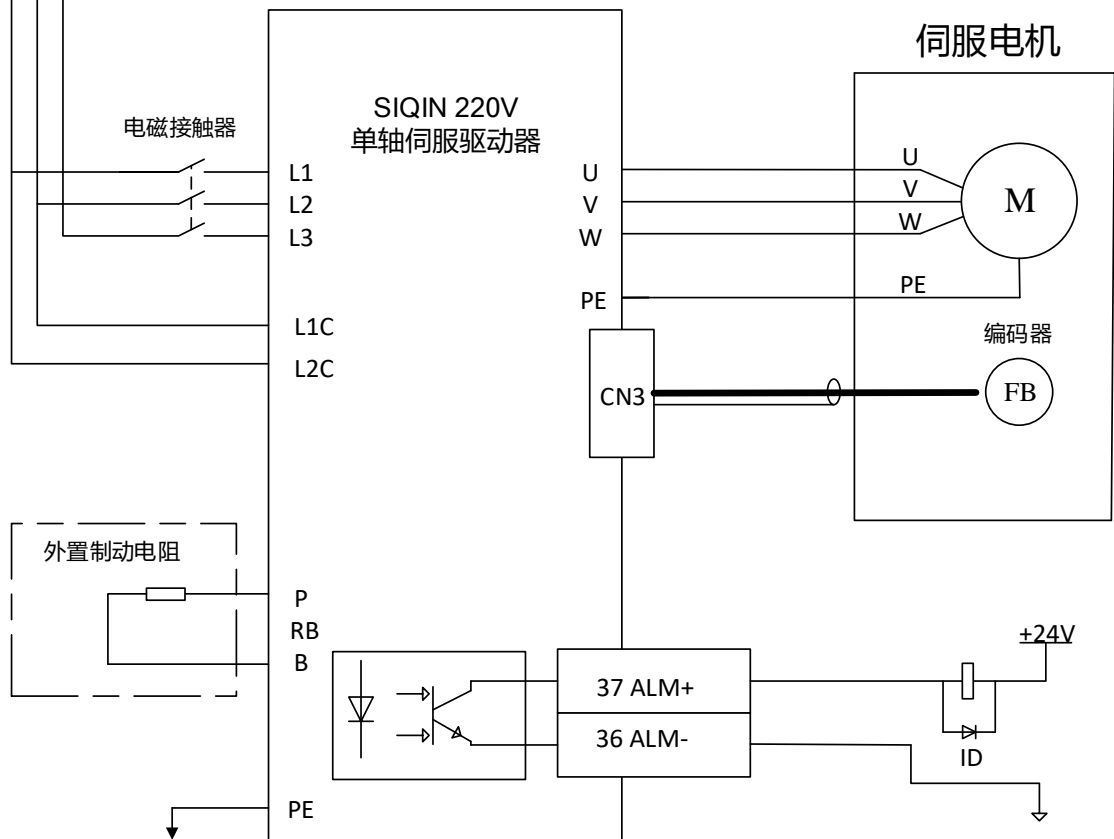 伺服电机
SIQIN 220V
单轴伺服驱动器
电磁接触器
L1
L2
L3
L1C
L2C
U
V
W
PE
U
V
W
M
PE
编码器
CN3
FB
外置制动电阻
P
RB
B
+24V
37 ALM+
36 ALM-
ID
PE